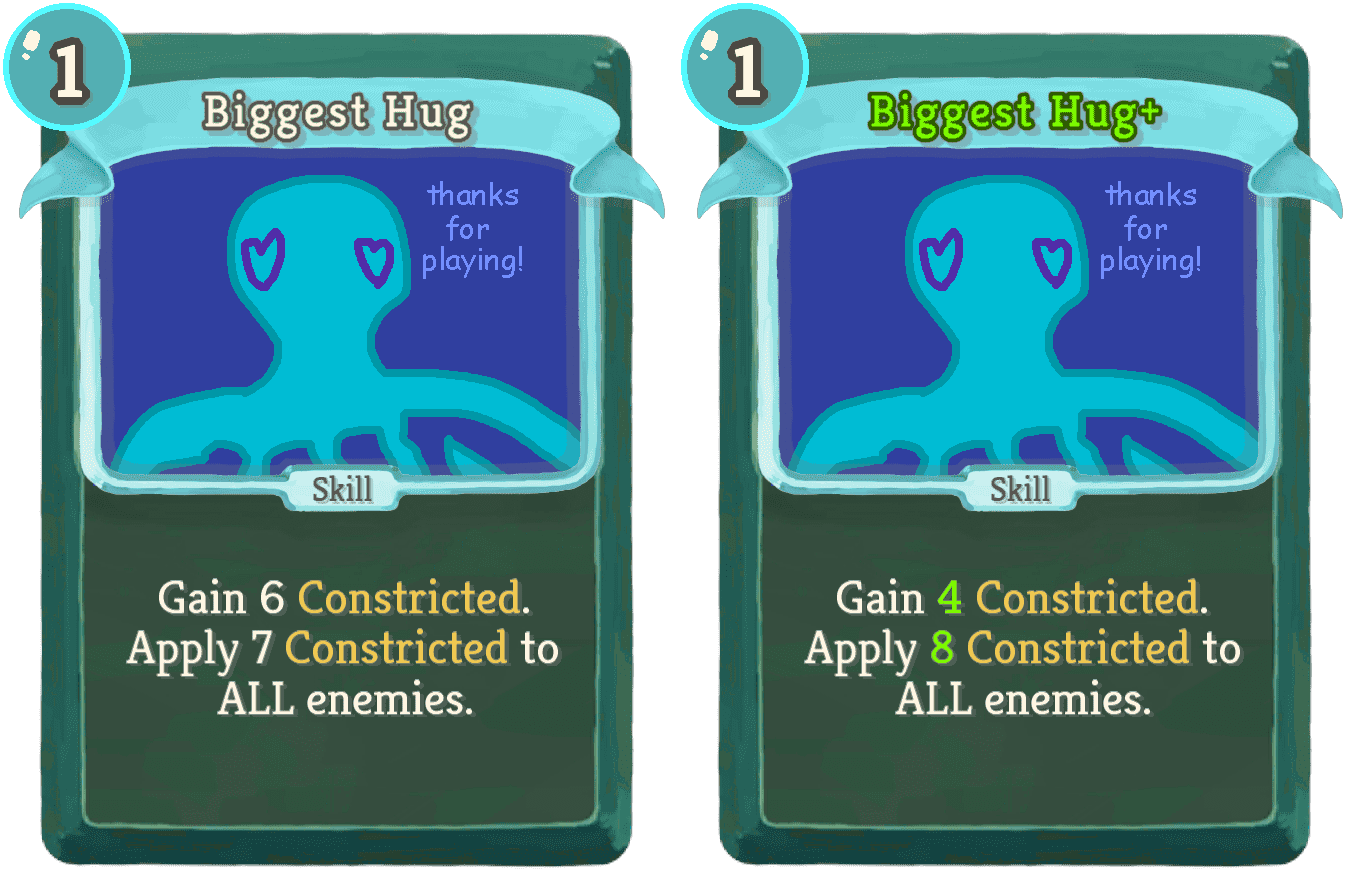 1
Biggest Hug
thanks
for
playing!
Skill
Gain 6 Constricted.
Apply 7 Constricted to
ALL enemies.
1
Biggest Hug+
thanks
for
playing!
Skill
Gain 4 Constricted.
Apply 8 Constricted to
ALL enemies.